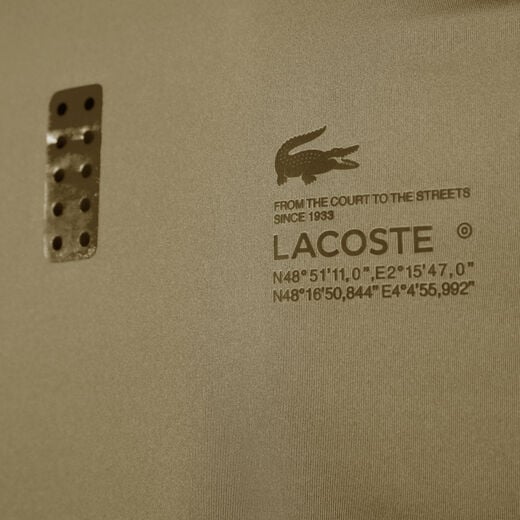 FROM THE COURT TO THE STREETS
SINCE 1933
LACOSTE ©
N48°51'11,0",E2°15'47,0"
N48°16'50,844" E4°4'55,992"